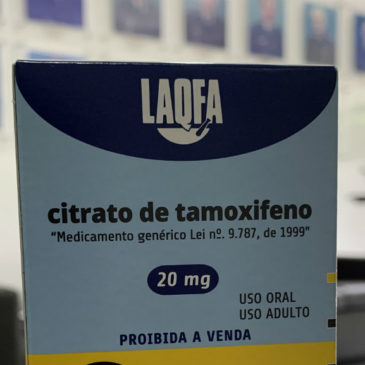 LAQFA
citrato de tamoxifeno
"Medicamento genérico Lei nº. 9.787, de 1999"
20 mg
USO ORAL
USO ADULTO
PROIBIDA A VENDA